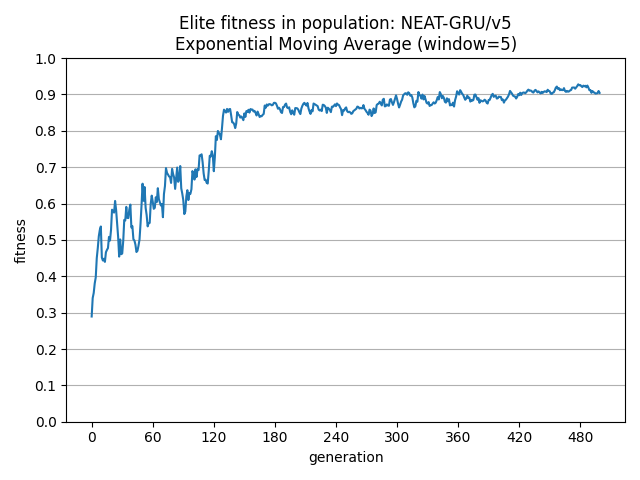 Elite fitness in population: NEAT-GRU/v5
Exponential Moving Average (window=5)
fitness
1.0
0.9
0.8
0.7
0.6
0.5
0.4
0.3
0.2
0.1
0.0
0 60 120 180 240 300 360 420 480
generation